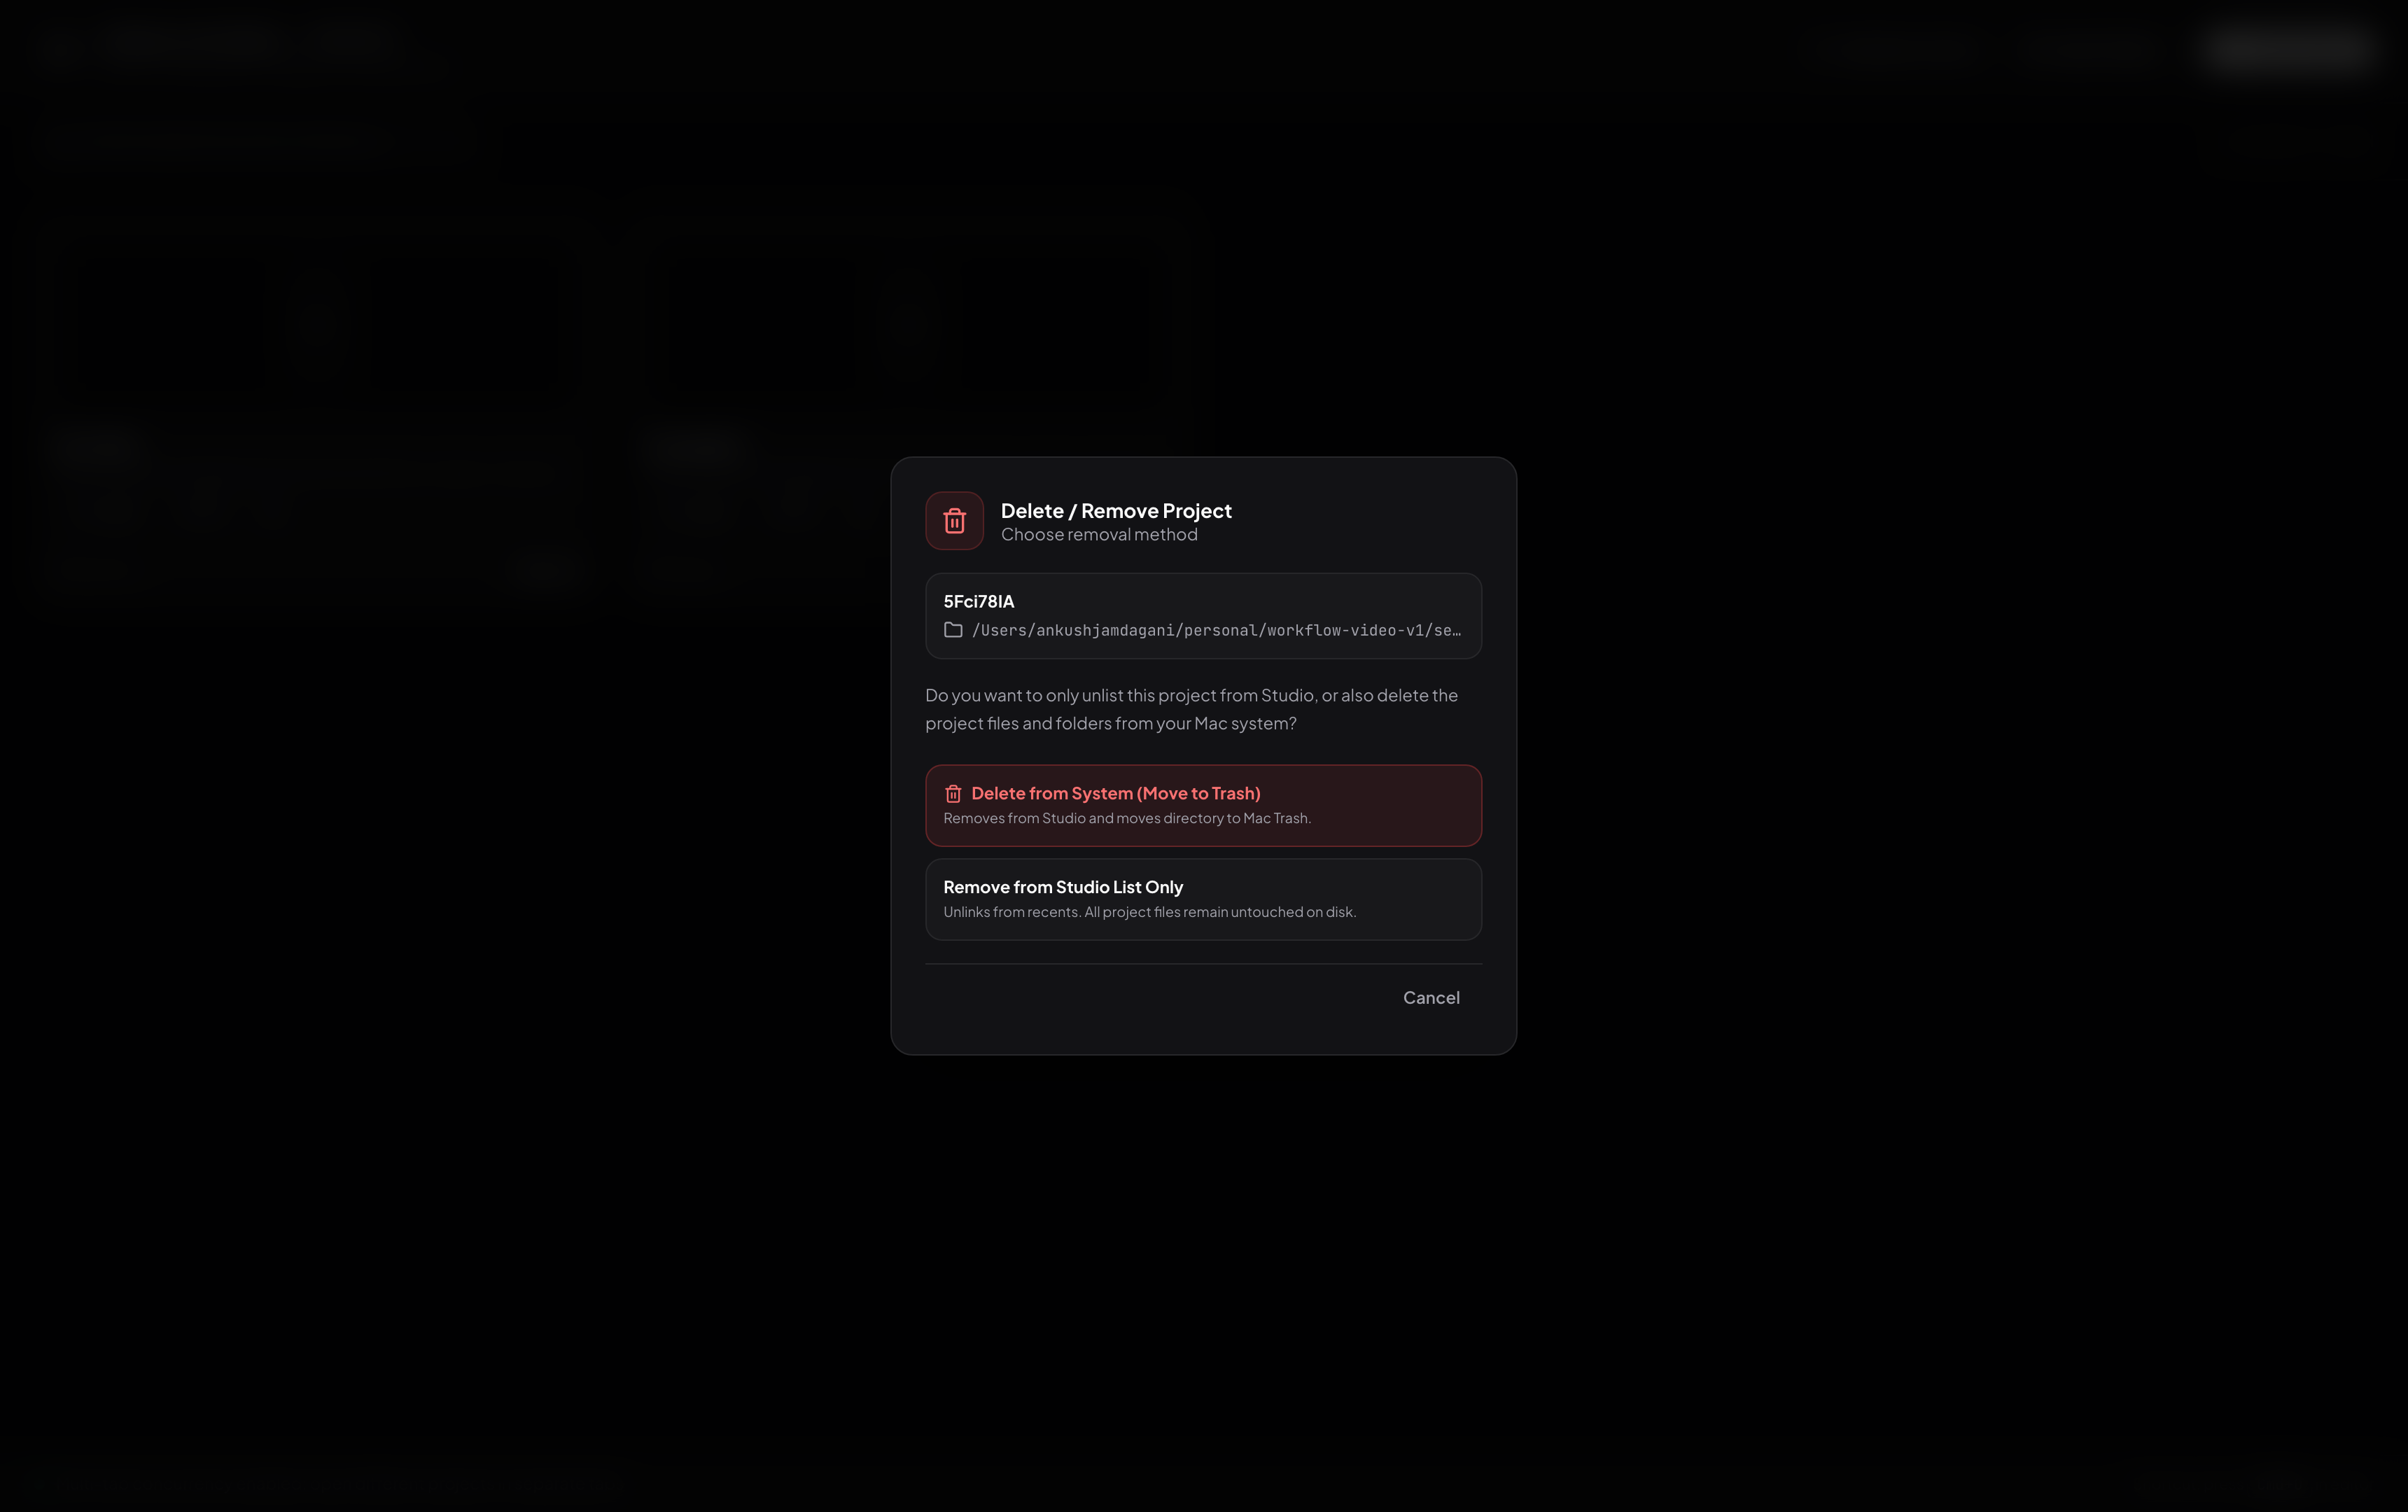 Delete / Remove Project
Choose removal method
5Fci78IA
/Users/ankushjamdagani/personal/workflow-video-v1/se…
Do you want to only unlist this project from Studio, or also delete the
project files and folders from your Mac system?
Delete from System (Move to Trash)
Removes from Studio and moves directory to Mac Trash.
Remove from Studio List Only
Unlinks from recents. All project files remain untouched on disk.
Cancel